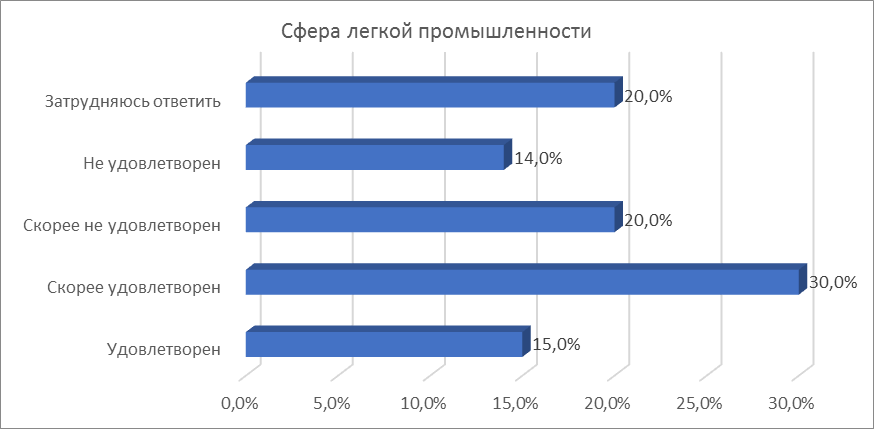 Сфера легкой промышленности
Затрудняюсь ответить 20,0%
Не удовлетворен 14,0%
Скорее не удовлетворен 20,0%
Скорее удовлетворен 30,0%
Удовлетворен 15,0%
0,0% 5,0% 10,0% 15,0% 20,0% 25,0% 30,0%